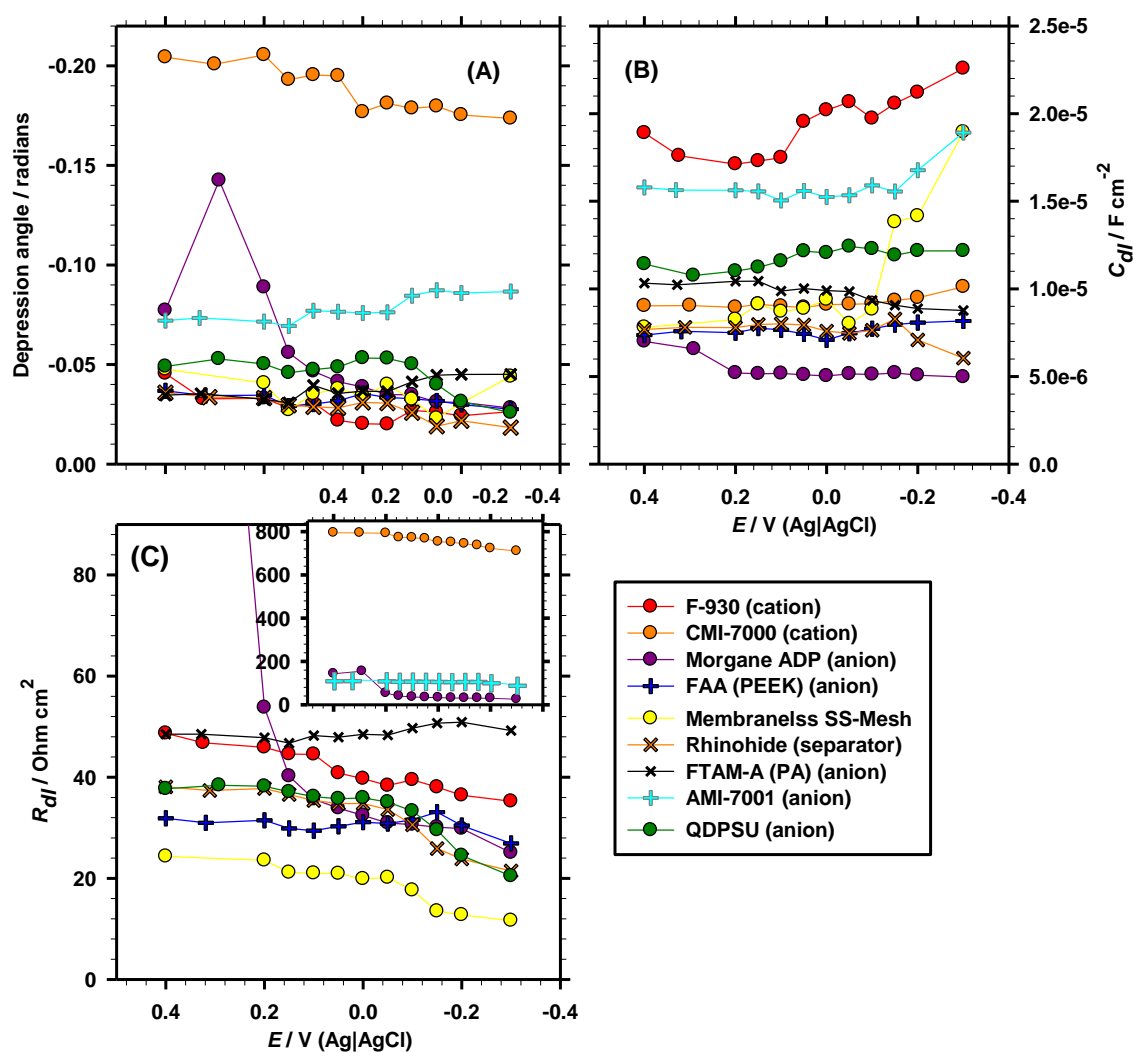 (A)
-0.20
-0.15
-0.10
-0.05
0.00
Depression angle / radians
0.4 0.2 0.0 -0.2 -0.4
(B)
2.5e-5
2.0e-5
1.5e-5
1.0e-5
5.0e-6
0.0
Cdl / F cm-2
0.4 0.2 0.0 -0.2 -0.4
E / V (Ag|AgCl)
(C)
80
60
40
20
0
Rdl / Ohm cm2
800
600
400
200
0
0.4 0.2 0.0 -0.2 -0.4
E / V (Ag|AgCl)
F-930 (cation)
CMI-7000 (cation)
Morgane ADP (anion)
FAA (PEEK) (anion)
Membranelss SS-Mesh
Rhinohide (separator)
FTAM-A (PA) (anion)
AMI-7001 (anion)
QDPSU (anion)